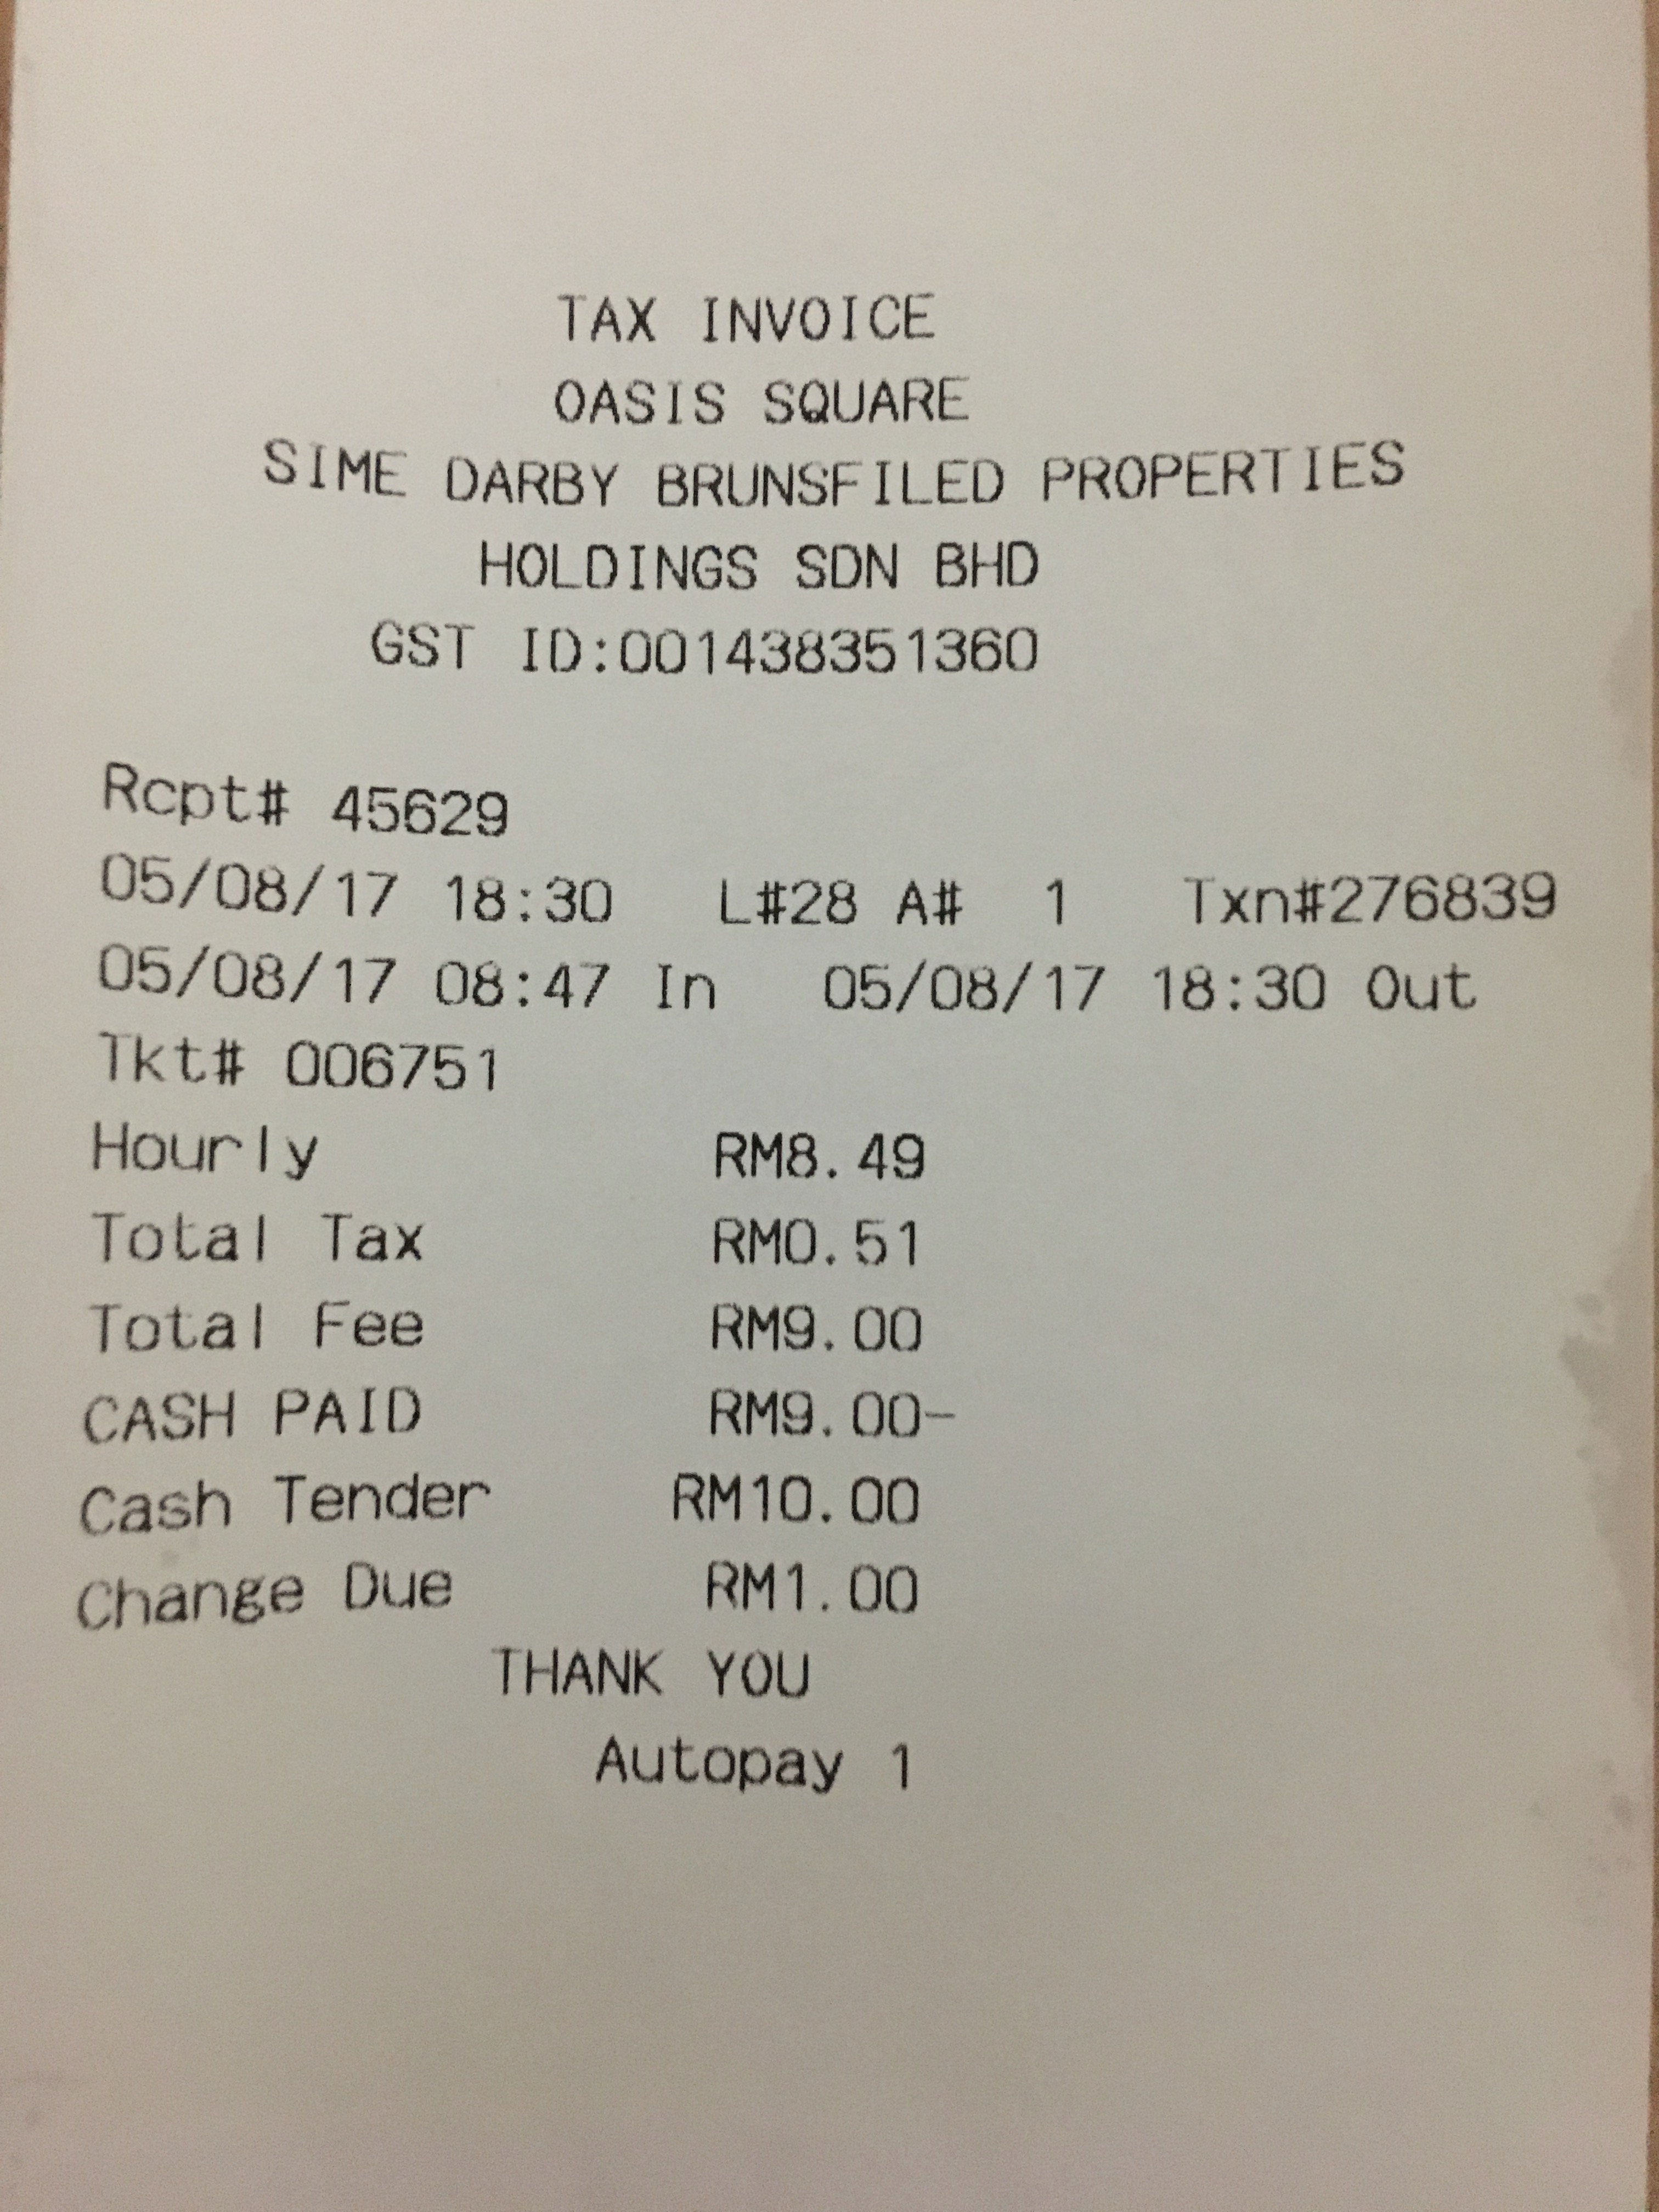 TAX INVOICE
OASIS SQUARE
SIME DARBY BRUNSFILED PROPERTIES
HOLDINGS SDN BHD
GST ID:001438351360
Rcpt# 45629
05/08/17 18:30 L#28 A# 1 Txn#276839
05/08/17 08:47 In 05/08/17 18:30 Out
Tkt# 006751
Hourly RM8.49
Total Tax RM0.51
Total Fee RM9.00
CASH PAID RM9.00-
Cash Tender RM10.00
Change Due RM1.00
THANK YOU
Autopay 1